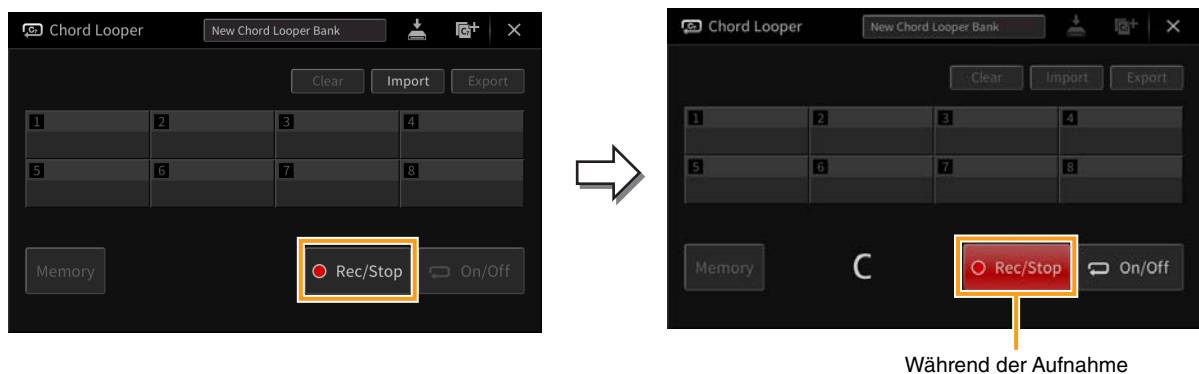 Chord Looper New Chord Looper Bank
Clear Import Export
1 2 3 4
5 6 7 8
Memory Rec/Stop On/Off
Chord Looper New Chord Looper Bank
Clear Import Export
1 2 3 4
5 6 7 8
Memory C Rec/Stop On/Off
Während der Aufnahme